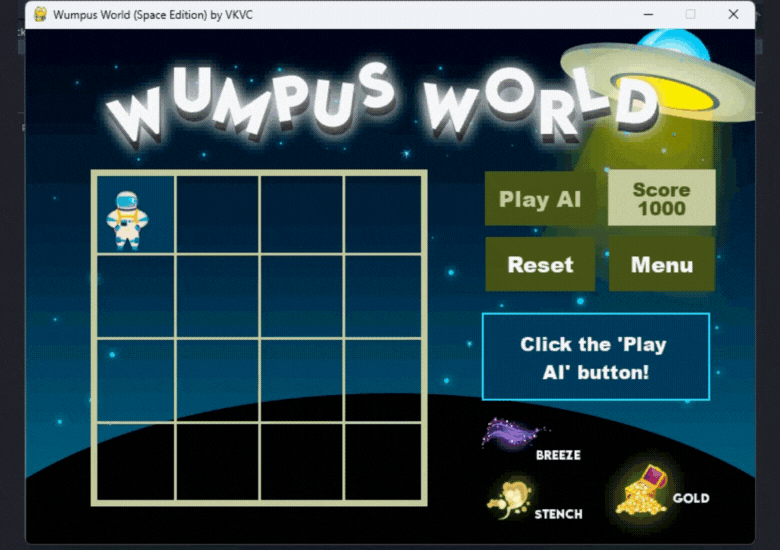 Wumpus World (Space Edition) by VKVC
WUMPUS WORLD
Play AI
Score
1000
Reset
Menu
Click the 'Play
AI' button!
BREEZE
STENCH
GOLD